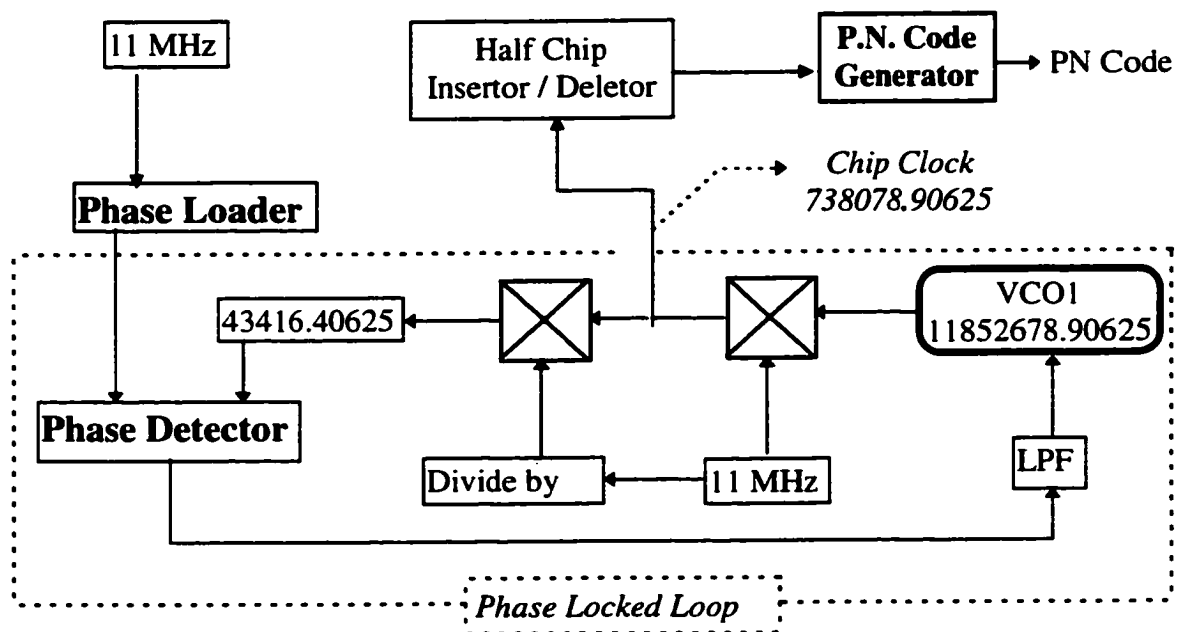 11 MHz
Half Chip
Insertor / Deletor
P.N. Code
Generator
PN Code
Chip Clock
738078.90625
Phase Loader
43416.40625
VCO1
11852678.90625
Phase Detector
Divide by
11 MHz
LPF
Phase Locked Loop